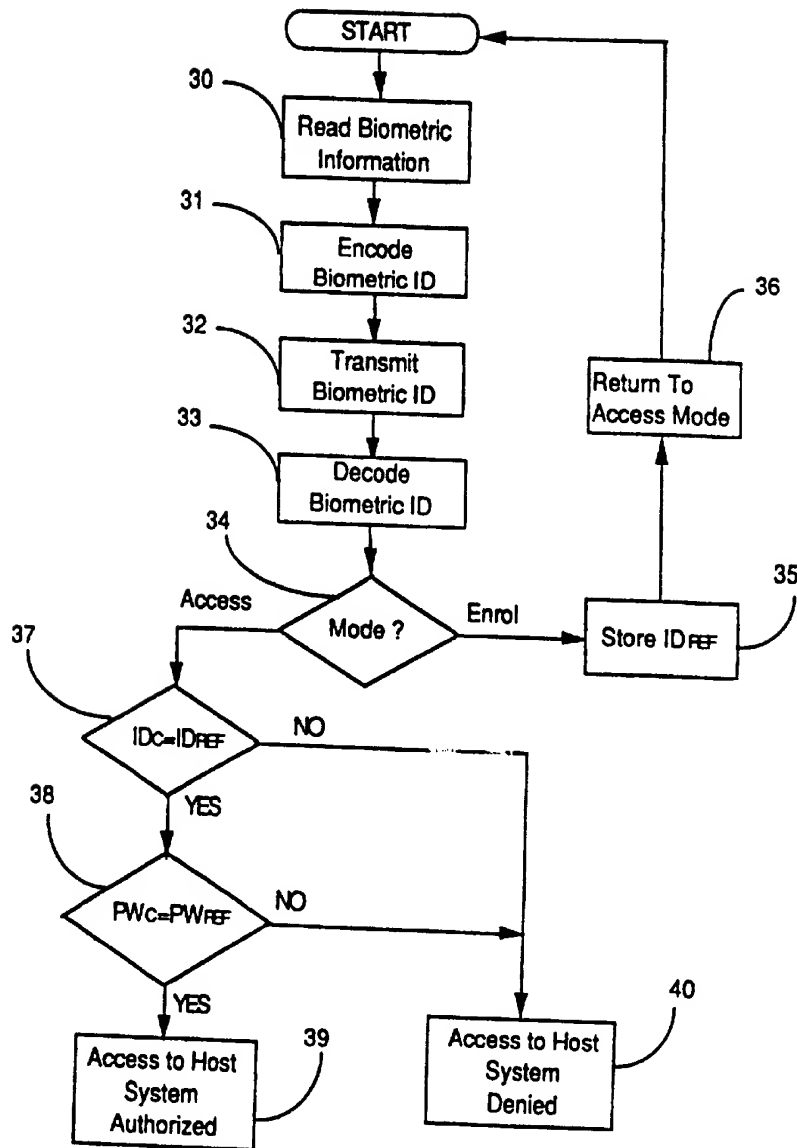 START
30
Read Biometric
Information
31
Encode
Biometric ID
32
Transmit
Biometric ID
36
Return To
Access Mode
33
Decode
Biometric ID
34
Mode ?
Access
Enrol
35
Store IDREF
37
IDC=IDREF
NO
YES
38
PWC=PWREF
NO
YES
39
Access to Host
System
Authorized
40
Access to Host
System
Denied